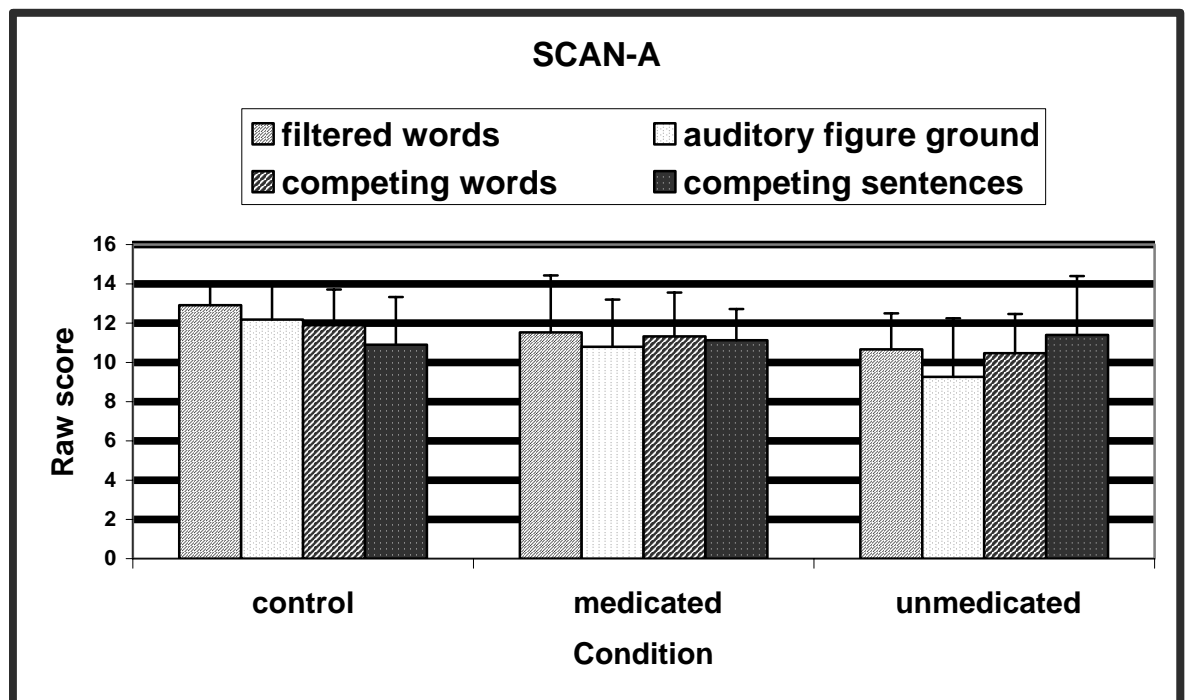 SCAN-A
filtered words auditory figure ground
competing words competing sentences
16
14
12
10
8
6
4
2
0
Raw score
control medicated unmedicated
Condition